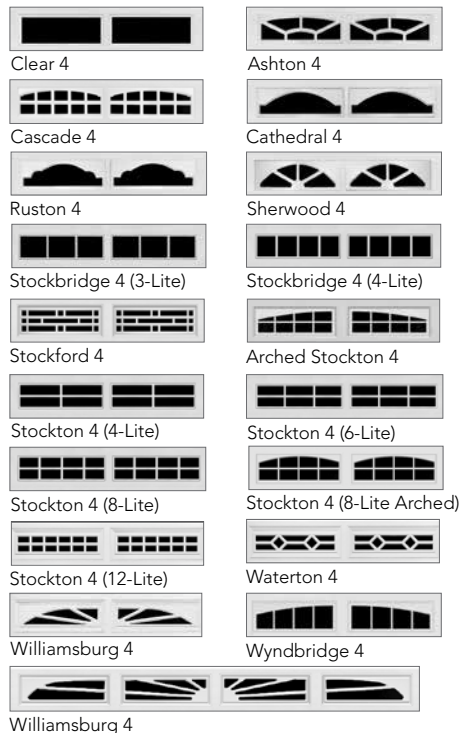 Clear 4
Ashton 4
Cascade 4
Cathedral 4
Ruston 4
Sherwood 4
Stockbridge 4 (3-Lite)
Stockbridge 4 (4-Lite)
Stockford 4
Arched Stockton 4
Stockton 4 (4-Lite)
Stockton 4 (6-Lite)
Stockton 4 (8-Lite)
Stockton 4 (8-Lite Arched)
Stockton 4 (12-Lite)
Waterton 4
Williamsburg 4
Wyndbridge 4
Williamsburg 4